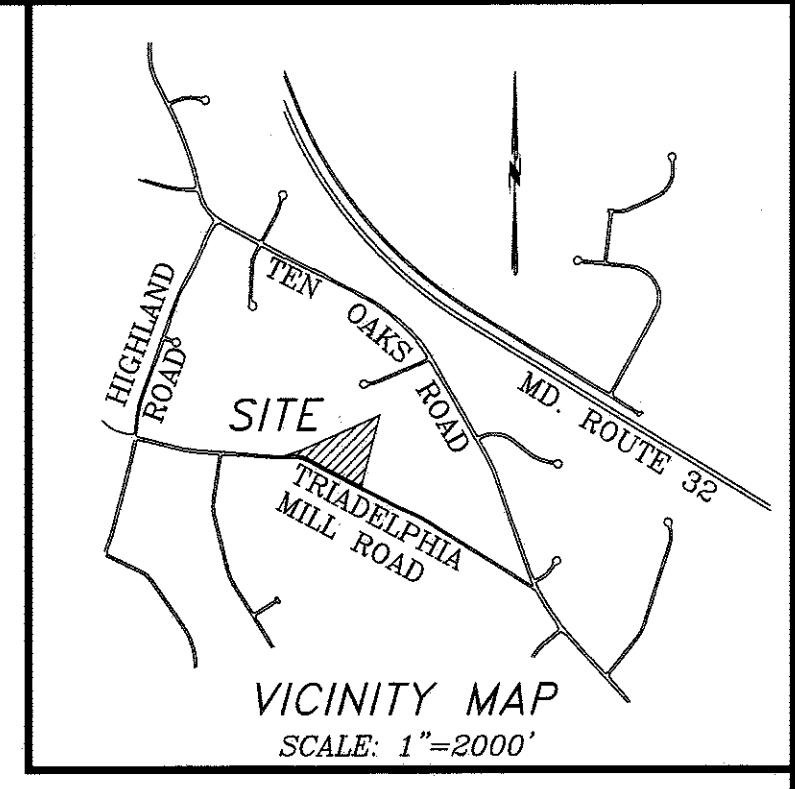 N
TEN OAKS ROAD
HIGHLAND
ROAD
MD. ROUTE 32
SITE
TRIADELPHIA
MILL ROAD
VICINITY MAP
SCALE: 1"=2000'